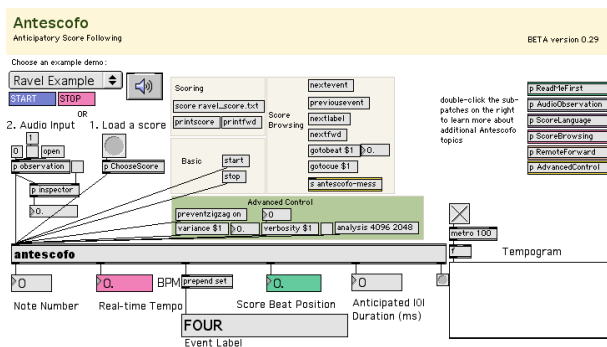 Antescofo
Anticipatory Score Following
BETA version 0.29
Choose an example demo:
Ravel Example
START STOP
OR
2. Audio Input 1. Load a score
1
0 open
p observation p ChooseScore
p inspector
0.
Scoring
score ravel_score.txt
printscore printfwd
Score
Browsing
nextevent
previousevent
nextlabel
nextfwd
gotobeat $1 0.
gotocue $1
s antescofo-mess
Basic
start
stop
Advanced Control
preventzigzag on 0
variance $1 0. verbosity $1 analysis 4096 2048
double-click the sub-
patches on the right
to learn more about
additional Antescofo
topics
p ReadMeFirst
p AudioObservation
p ScoreLanguage
p ScoreBrowsing
p RemoteForward
p AdvancedControl
metro 100
f
Tempogram
antescofo
0
Note Number
0. BPM
Real-time Tempo
prepend set
0.
Score Beat Position
0
Anticipated IOI
Duration (ms)
FOUR
Event Label